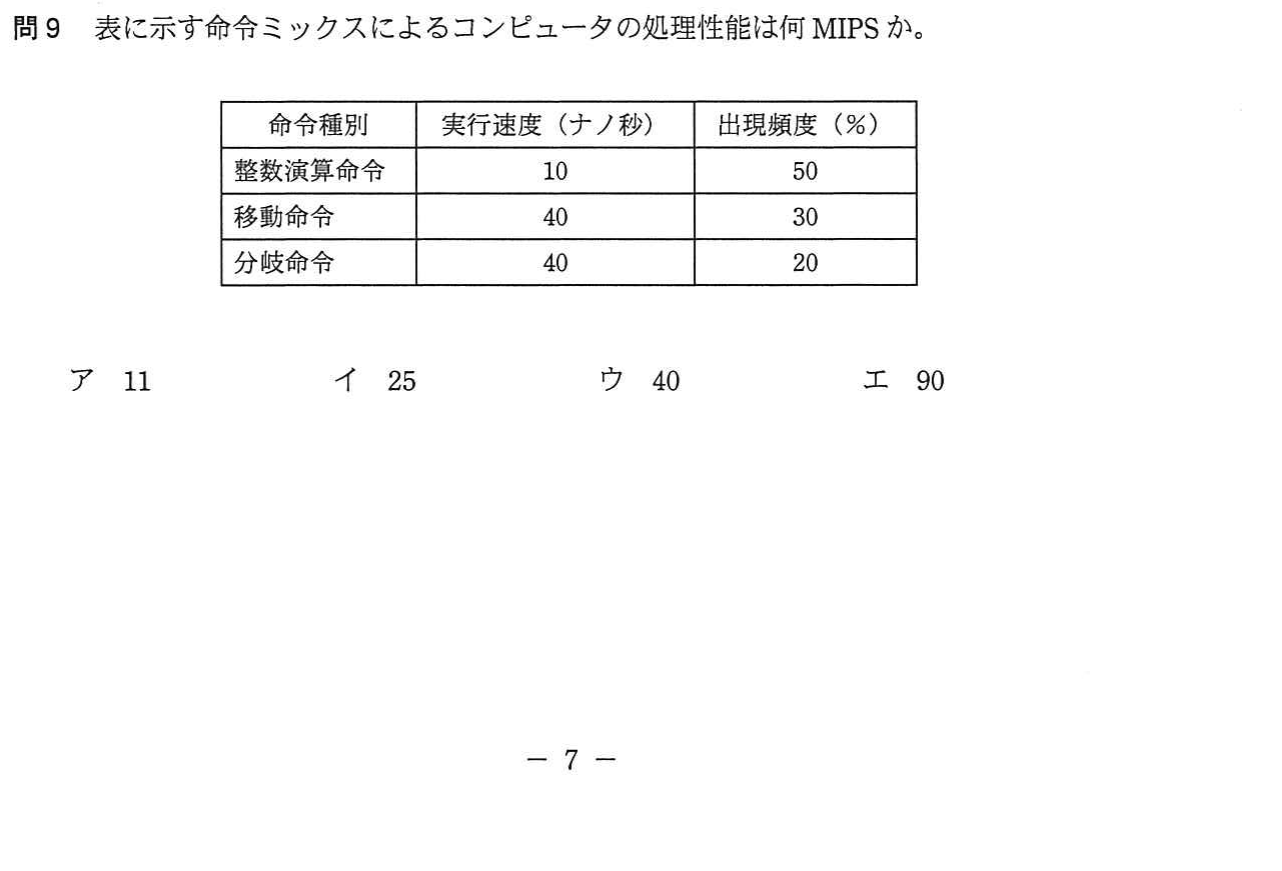 問9 表に示す命令ミックスによるコンピュータの処理性能は何 MIPS か。
命令種別 実行速度（ナノ秒） 出現頻度（％）
整数演算命令 10 50
移動命令 40 30
分岐命令 40 20
ア 11 イ 25 ウ 40 エ 90
－ 7 －